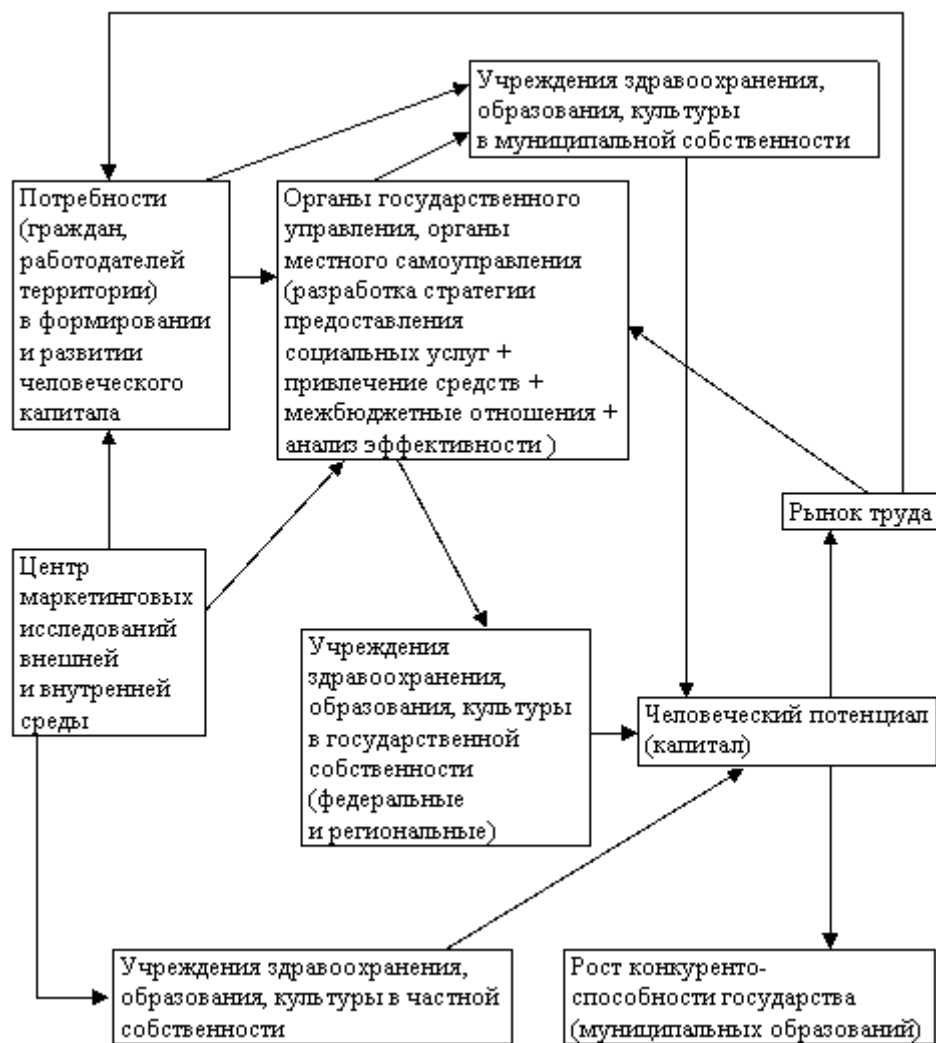 Учреждения здравоохранения,
образования, культуры
в муниципальной собственности
Потребности
(граждан,
работодателей
территории)
в формировании
и развитии
человеческого
капитала
Органы государственного
управления, органы
местного самоуправления
(разработка стратегии
предоставления
социальных услуг +
привлечение средств +
межбюджетные отношения +
анализ эффективности )
Рынок труда
Центр
маркетинговых
исследований
внешней
и внутренней
среды
Учреждения
здравоохранения,
образования, культуры
в государственной
собственности
(федеральные
и региональные)
Человеческий потенциал
(капитал)
Учреждения здравоохранения,
образования, культуры в частной
собственности
Рост конкуренто-
способности государства
(муниципальных образований)